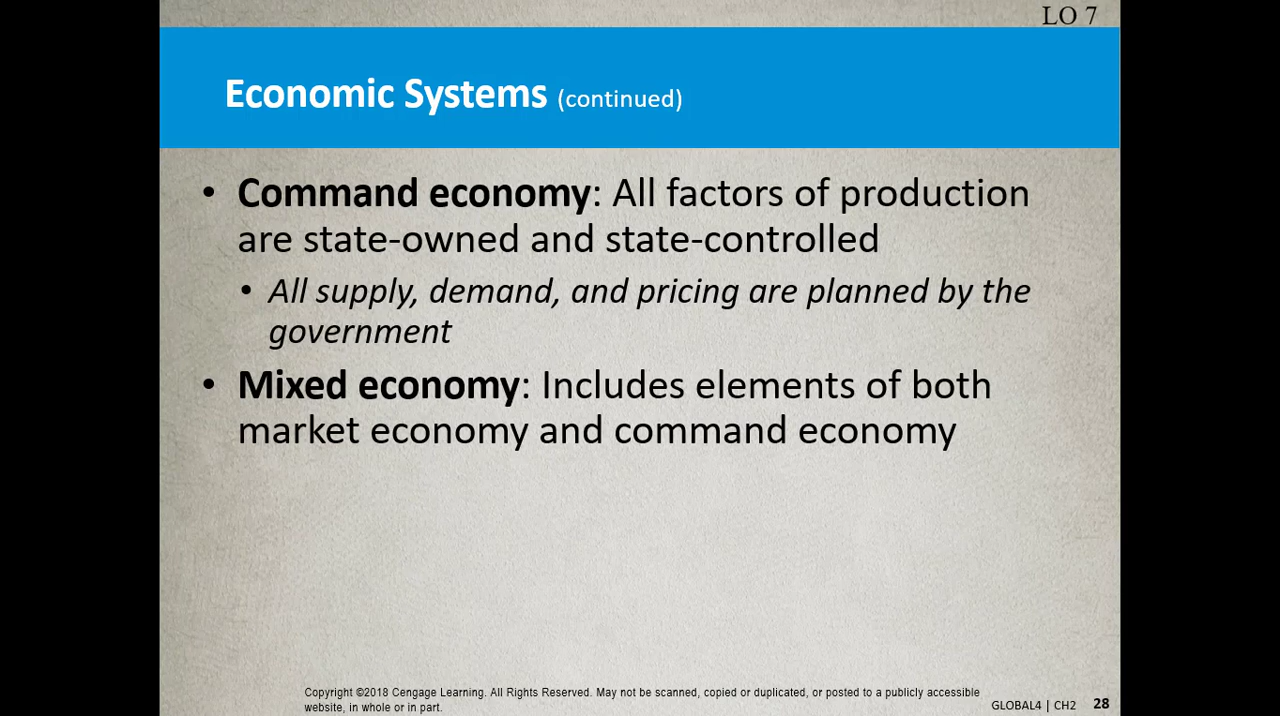 LO 7
Economic Systems (continued)
• Command economy: All factors of production
are state-owned and state-controlled
• All supply, demand, and pricing are planned by the
government
• Mixed economy: Includes elements of both
market economy and command economy
Copyright ©2018 Cengage Learning. All Rights Reserved. May not be scanned, copied or duplicated, or posted to a publicly accessible
website, in whole or in part.
GLOBAL4 | CH2 28